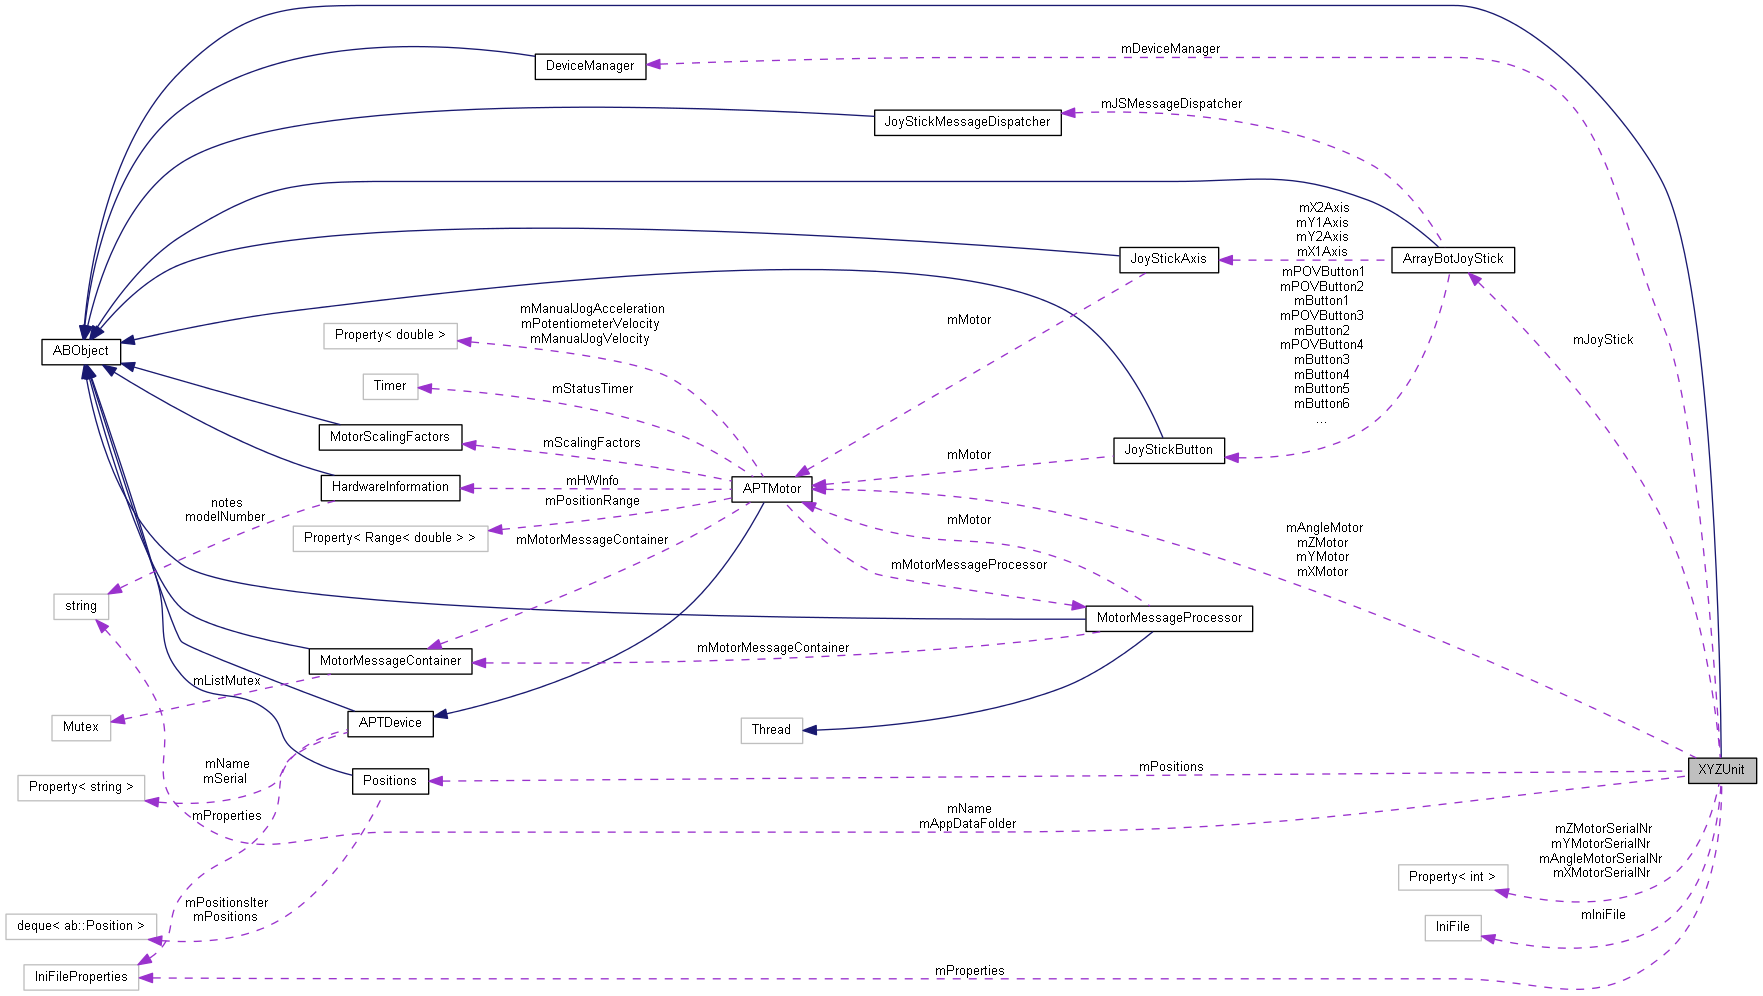 mDeviceManager
DeviceManager
mJSMessageDispatcher
JoyStickMessageDispatcher
mX2Axis
mY1Axis
mY2Axis
mX1Axis
JoyStickAxis
ArrayBotJoyStick
mPOVButton1
mPOVButton2
mButton1
mPOVButton3
mButton2
mPOVButton4
mButton3
mButton4
mButton5
mButton6
...
mManualJogAcceleration
mPotentiometerVelocity
mManualJogVelocity
mMotor
Property< double >
mJoyStick
ABObject
Timer
mStatusTimer
MotorScalingFactors
mScalingFactors
mMotor
JoyStickButton
HardwareInformation
mHWInfo
APTMotor
mPositionRange
notes
modelNumber
Property< Range< double > >
mMotorMessageContainer
mMotor
mAngleMotor
mZMotor
mYMotor
mXMotor
mMotorMessageProcessor
string
MotorMessageProcessor
mMotorMessageContainer
MotorMessageContainer
mListMutex
Mutex
APTDevice
Thread
mName
mSerial
mPositions
XYZUnit
Property< string >
Positions
mProperties
mName
mAppDataFolder
mZMotorSerialNr
mYMotorSerialNr
mAngleMotorSerialNr
mXMotorSerialNr
Property< int >
mPositionsIter
mPositions
deque< ab::Position >
mIniFile
IniFile
IniFileProperties
mProperties